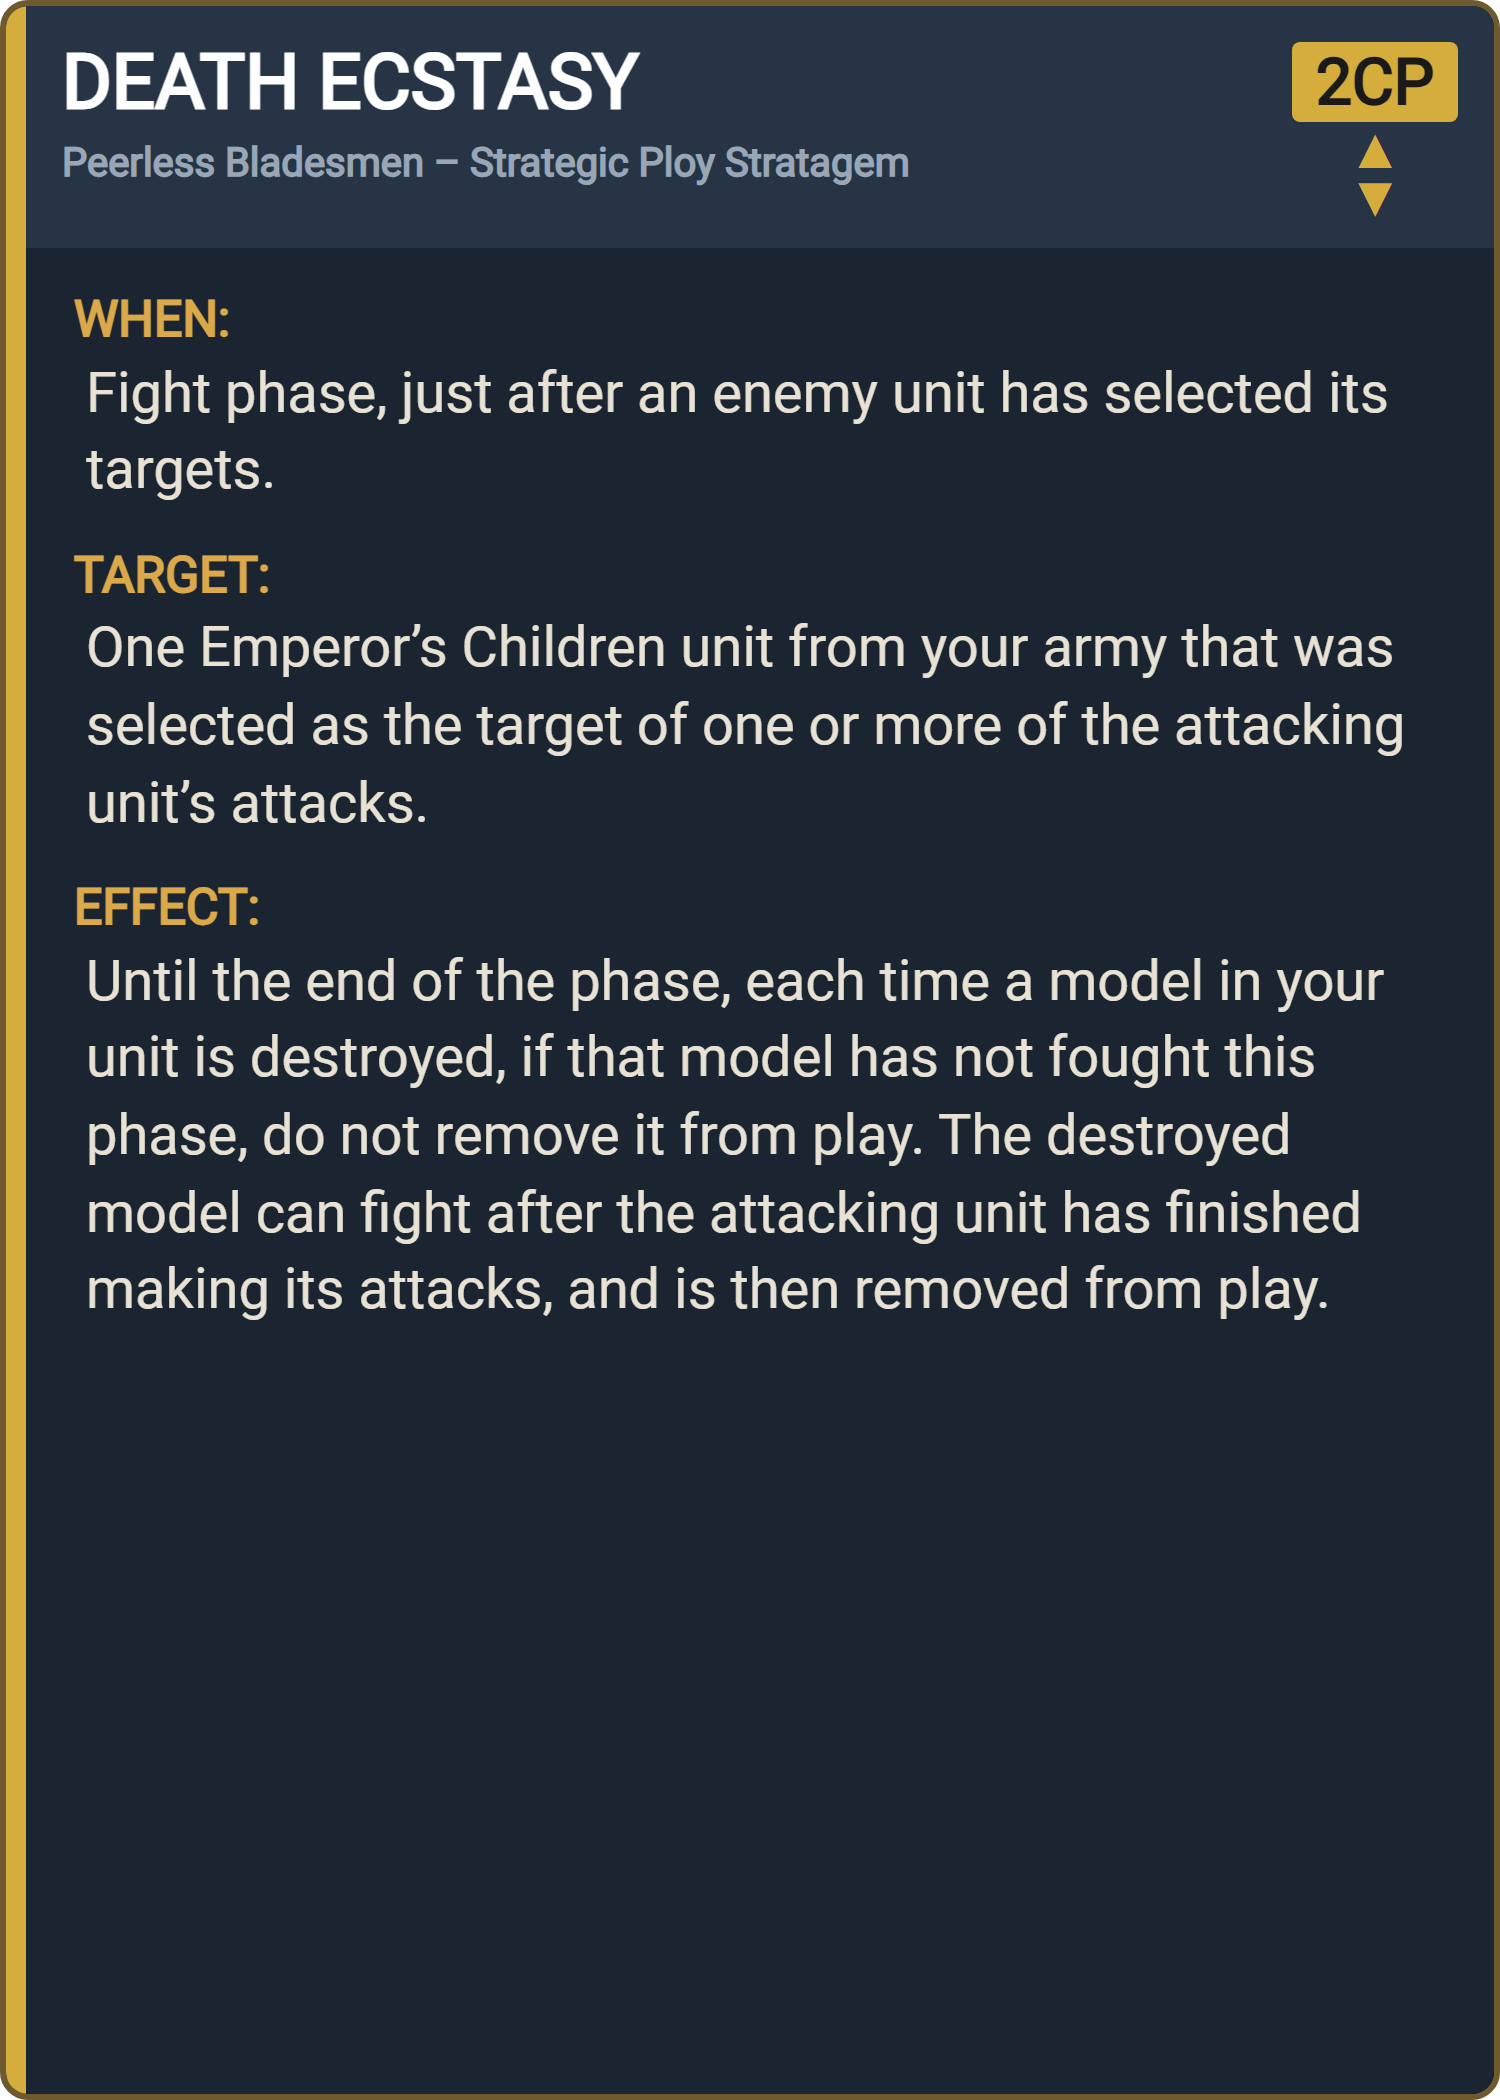 DEATH ECSTASY
Peerless Bladesmen – Strategic Ploy Stratagem
2CP
WHEN:
Fight phase, just after an enemy unit has selected its
targets.
TARGET:
One Emperor’s Children unit from your army that was
selected as the target of one or more of the attacking
unit’s attacks.
EFFECT:
Until the end of the phase, each time a model in your
unit is destroyed, if that model has not fought this
phase, do not remove it from play. The destroyed
model can fight after the attacking unit has finished
making its attacks, and is then removed from play.